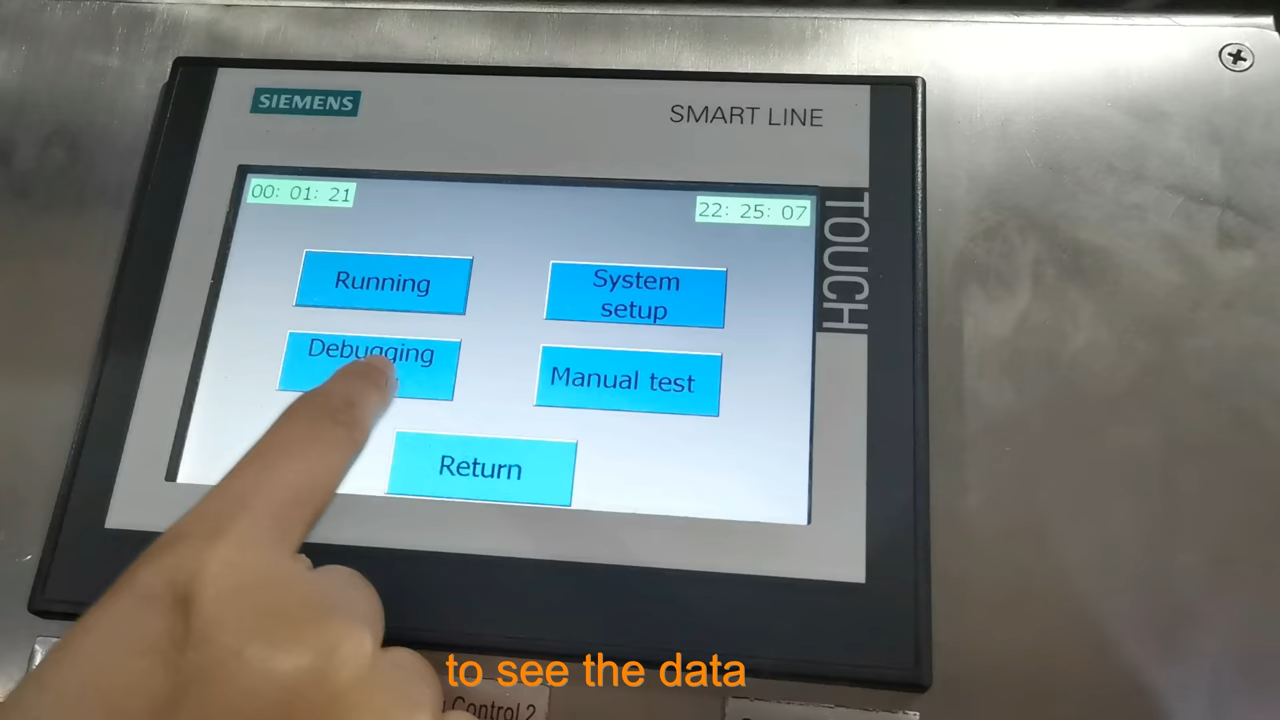 SIEMENS
SMART LINE
TOUCH
00: 01: 21
22: 25: 07
Running
System
setup
Debugging
Manual test
Return
to see the data
Control 2